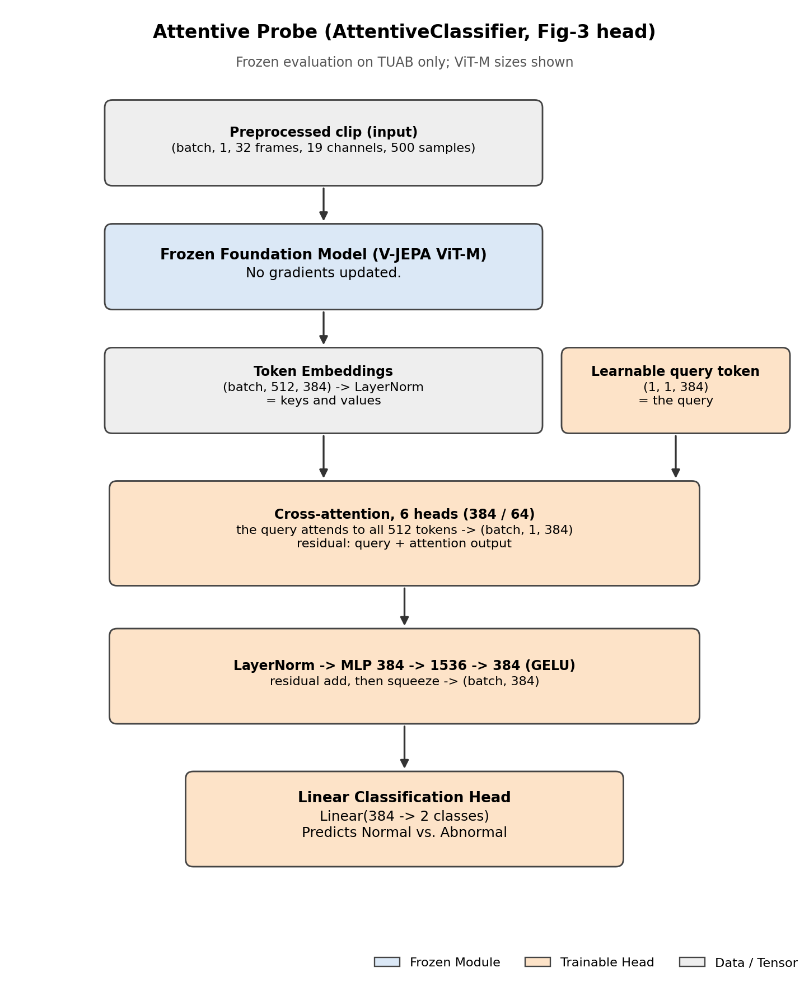 Attentive Probe (AttentiveClassifier, Fig-3 head)
Frozen evaluation on TUAB only; ViT-M sizes shown
Preprocessed clip (input)
(batch, 1, 32 frames, 19 channels, 500 samples)
Frozen Foundation Model (V-JEPA ViT-M)
No gradients updated.
Token Embeddings
(batch, 512, 384) -> LayerNorm
= keys and values
Learnable query token
(1, 1, 384)
= the query
Cross-attention, 6 heads (384 / 64)
the query attends to all 512 tokens -> (batch, 1, 384)
residual: query + attention output
LayerNorm -> MLP 384 -> 1536 -> 384 (GELU)
residual add, then squeeze -> (batch, 384)
Linear Classification Head
Linear(384 -> 2 classes)
Predicts Normal vs. Abnormal
Frozen Module
Trainable Head
Data / Tensor